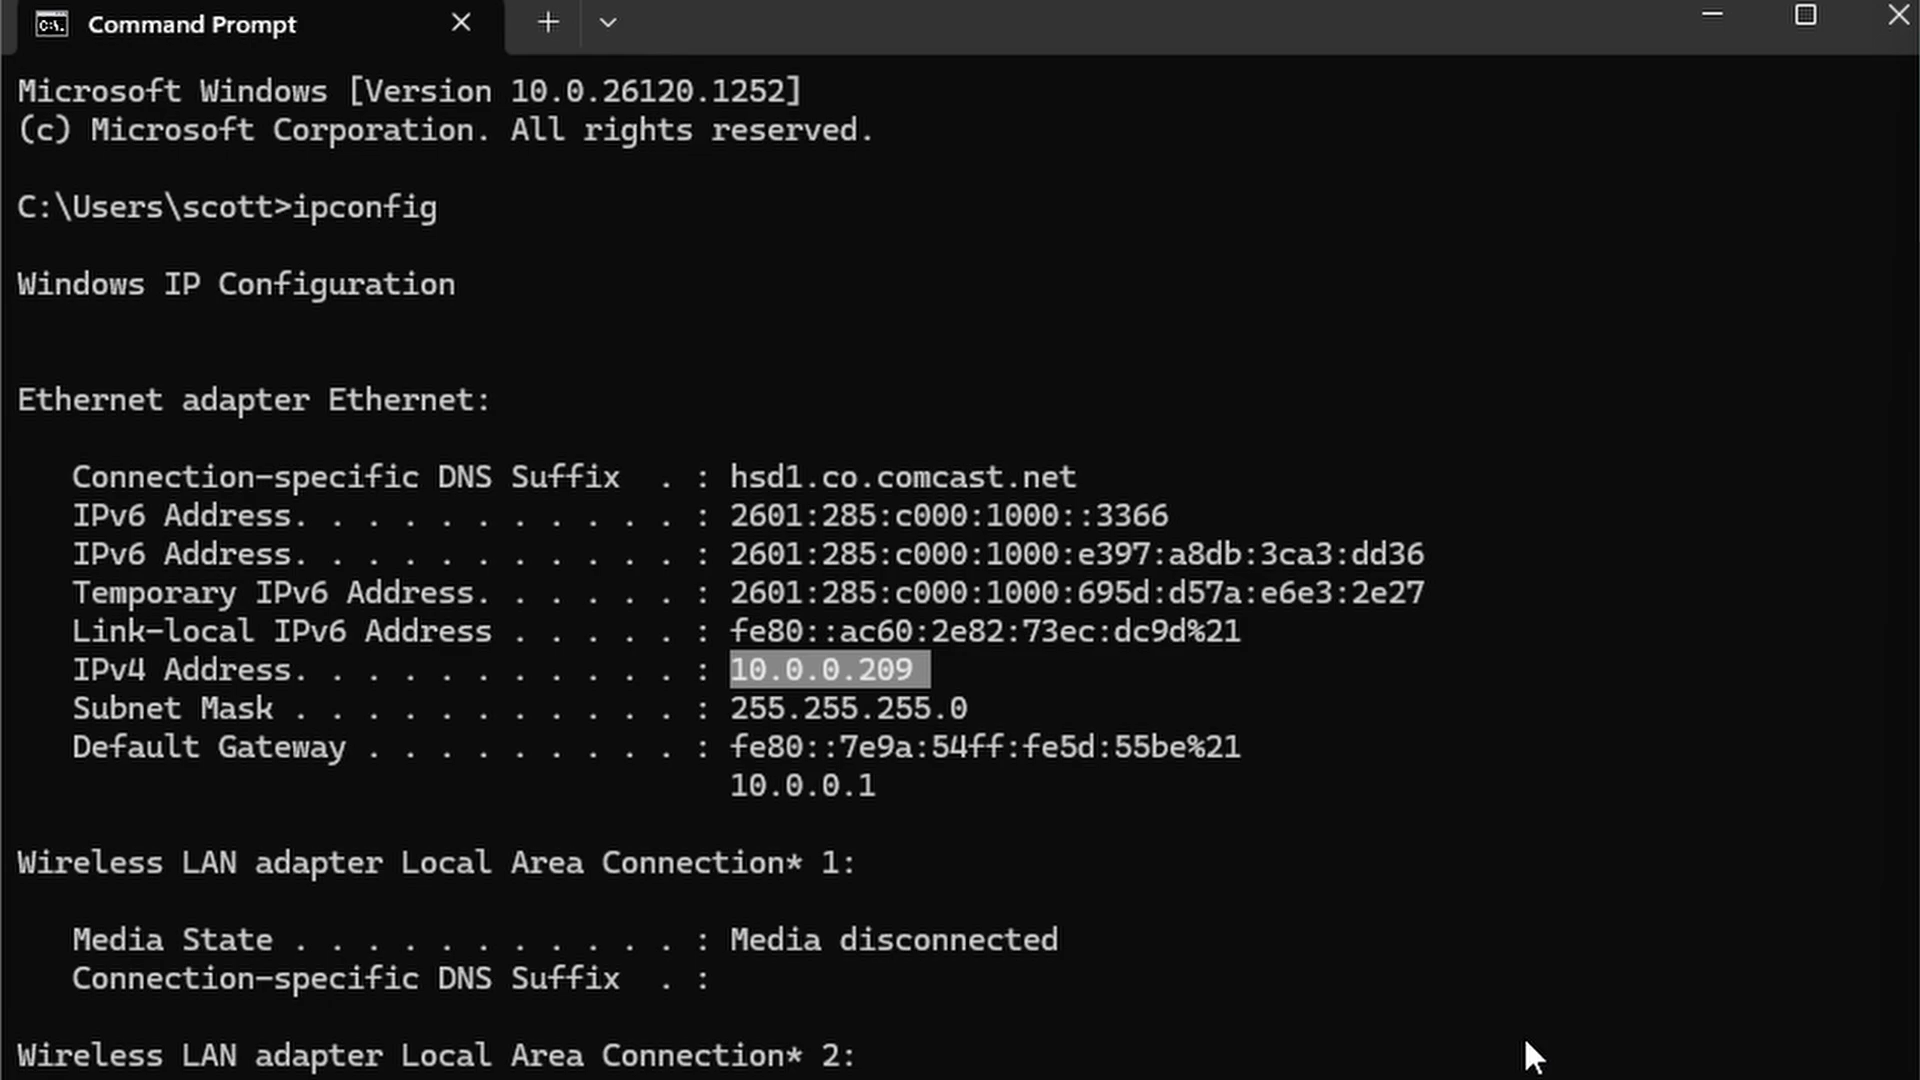 Command Prompt
Microsoft Windows [Version 10.0.26120.1252]
(c) Microsoft Corporation. All rights reserved.
C:\Users\scott>ipconfig
Windows IP Configuration
Ethernet adapter Ethernet:
Connection-specific DNS Suffix  . : hsd1.co.comcast.net
IPv6 Address. . . . . . . . . . . : 2601:285:c000:1000::3366
IPv6 Address. . . . . . . . . . . : 2601:285:c000:1000:e397:a8db:3ca3:dd36
Temporary IPv6 Address. . . . . . : 2601:285:c000:1000:695d:d57a:e6e3:2e27
Link-local IPv6 Address . . . . . : fe80::ac60:2e82:73ec:dc9d%21
IPv4 Address. . . . . . . . . . . : 10.0.0.209
Subnet Mask . . . . . . . . . . . : 255.255.255.0
Default Gateway . . . . . . . . . : fe80::7e9a:54ff:fe5d:55be%21
10.0.0.1
Wireless LAN adapter Local Area Connection* 1:
Media State . . . . . . . . . . . : Media disconnected
Connection-specific DNS Suffix  . :
Wireless LAN adapter Local Area Connection* 2: